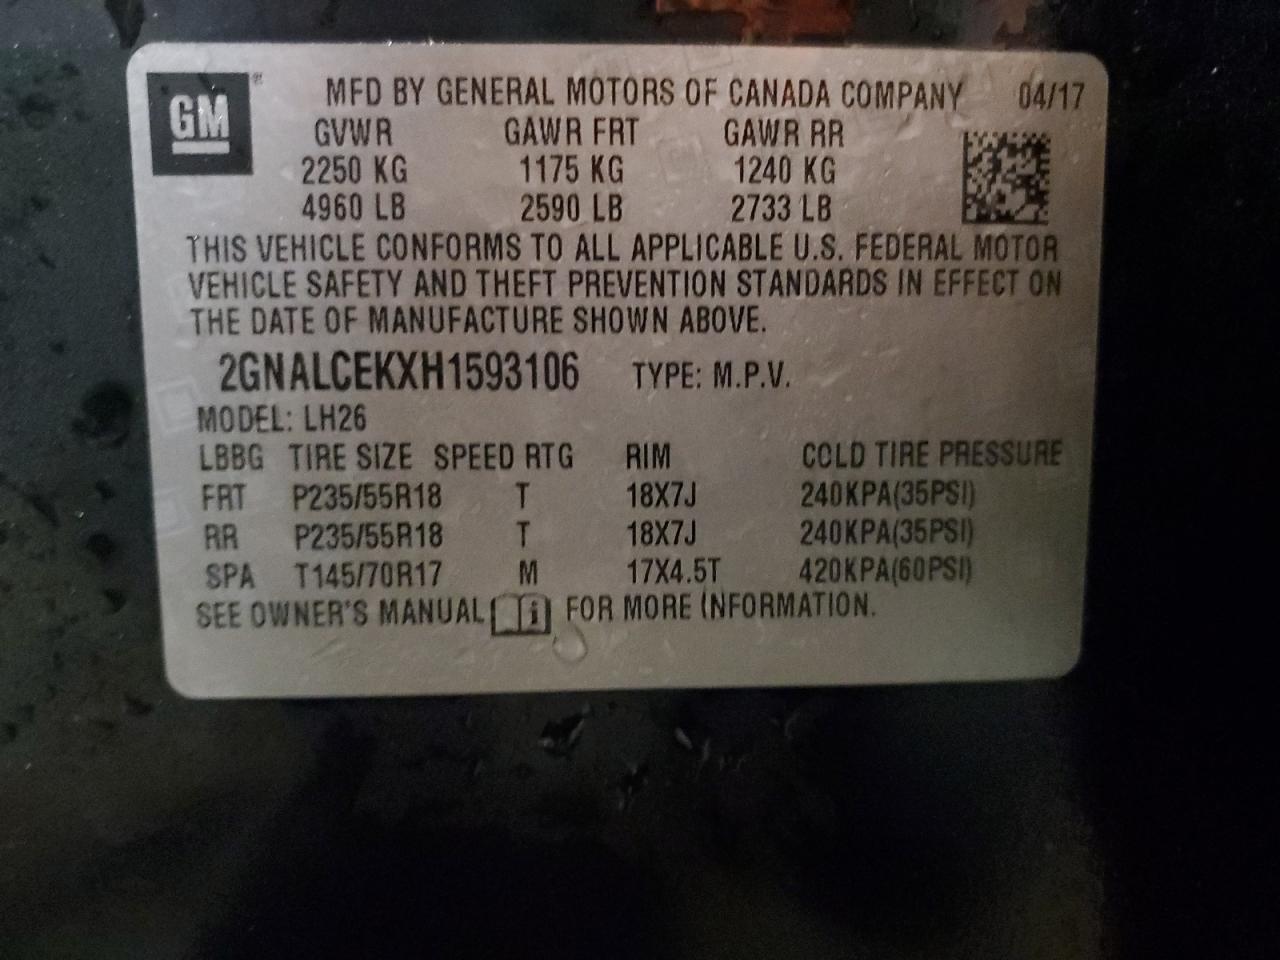 GM® MFD BY GENERAL MOTORS OF CANADA COMPANY 04/17
GVWR GAWR FRT GAWR RR
2250 KG 1175 KG 1240 KG
4960 LB 2590 LB 2733 LB
THIS VEHICLE CONFORMS TO ALL APPLICABLE U.S. FEDERAL MOTOR
VEHICLE SAFETY AND THEFT PREVENTION STANDARDS IN EFFECT ON
THE DATE OF MANUFACTURE SHOWN ABOVE.
2GNALCEKXH1593106 TYPE: M.P.V.
MODEL: LH26
LBBG TIRE SIZE SPEED RTG RIM COLD TIRE PRESSURE
FRT P235/55R18 T 18X7J 240KPA(35PSI)
RR P235/55R18 T 18X7J 240KPA(35PSI)
SPA T145/70R17 M 17X4.5T 420KPA(60PSI)
SEE OWNER'S MANUAL i FOR MORE INFORMATION.